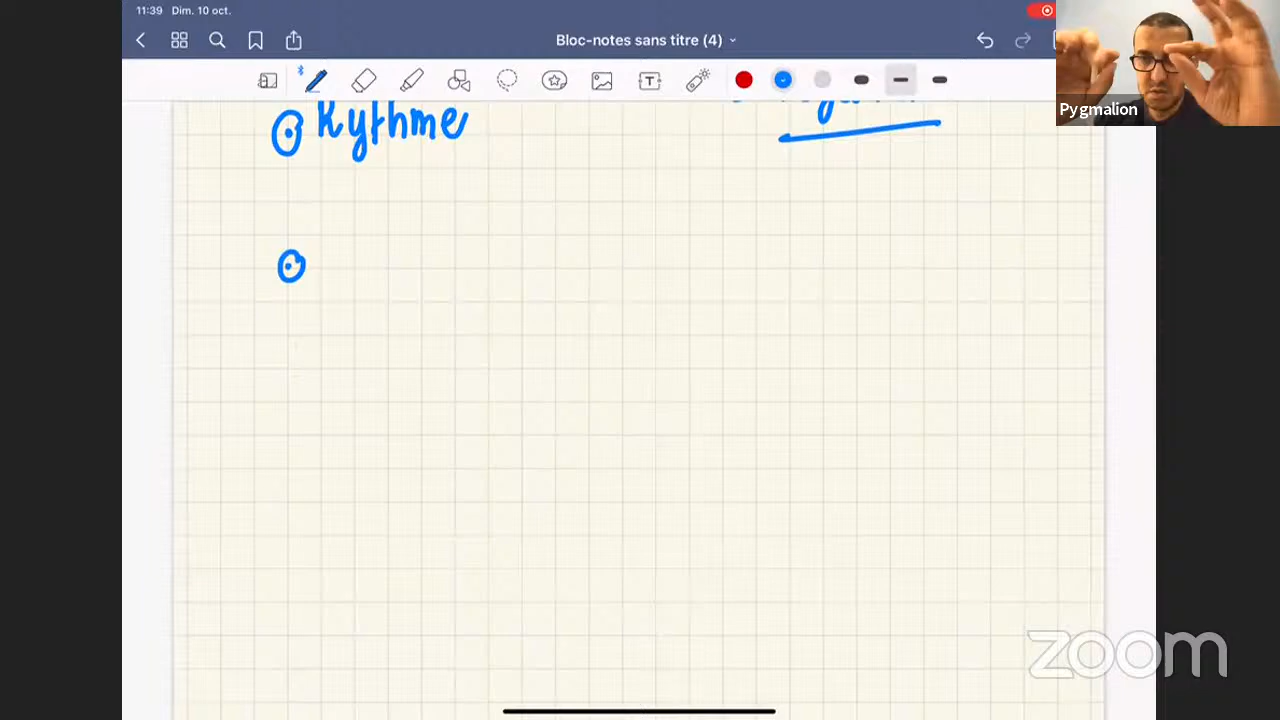 11:39 Dim. 10 oct.
Bloc-notes sans titre (4)
T
Pygmalion
Rythme
zoom